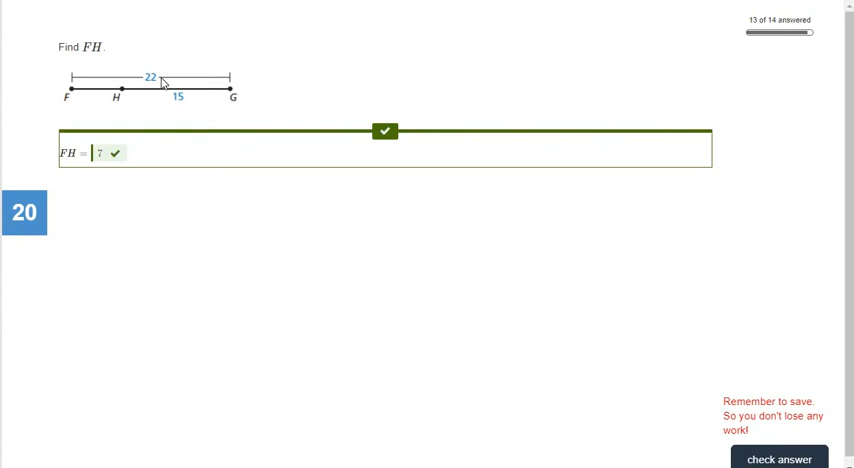 13 of 14 answered
Find FH.
22
F H 15 G
FH = 7
20
Remember to save.
So you don't lose any
work!
check answer